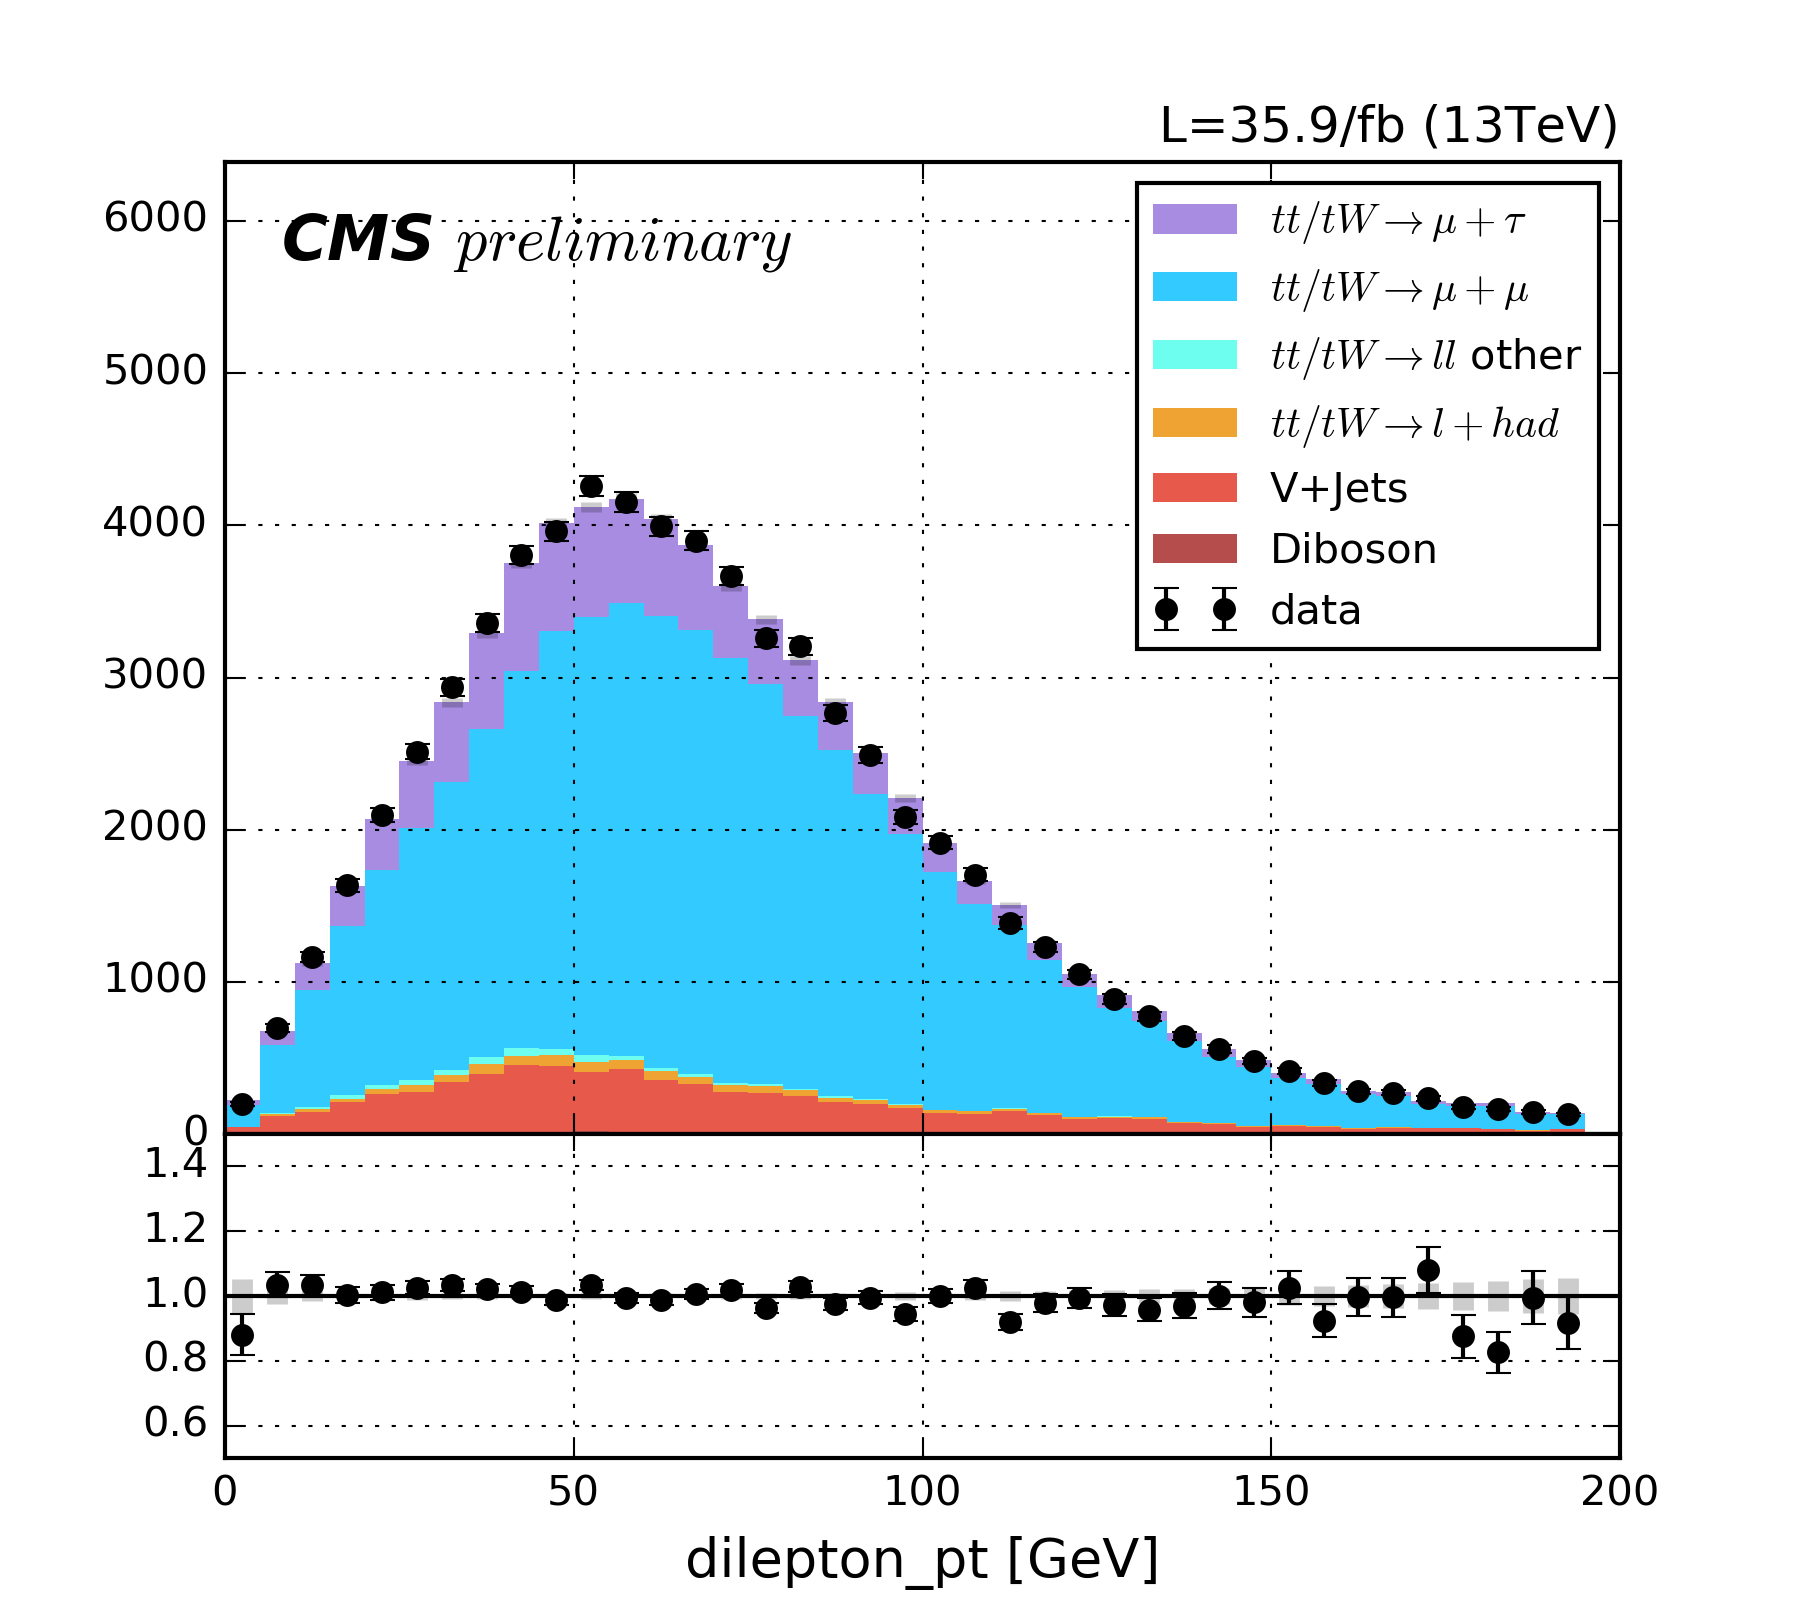 L=35.9/fb (13TeV)
CMS preliminary
6000
5000
4000
3000
2000
1000
0
tt/tW→μ+τ
tt/tW→μ+μ
tt/tW→ll other
tt/tW→l+had
V+Jets
Diboson
data
1.4
1.2
1.0
0.8
0.6
0 50 100 150 200
dilepton_pt [GeV]